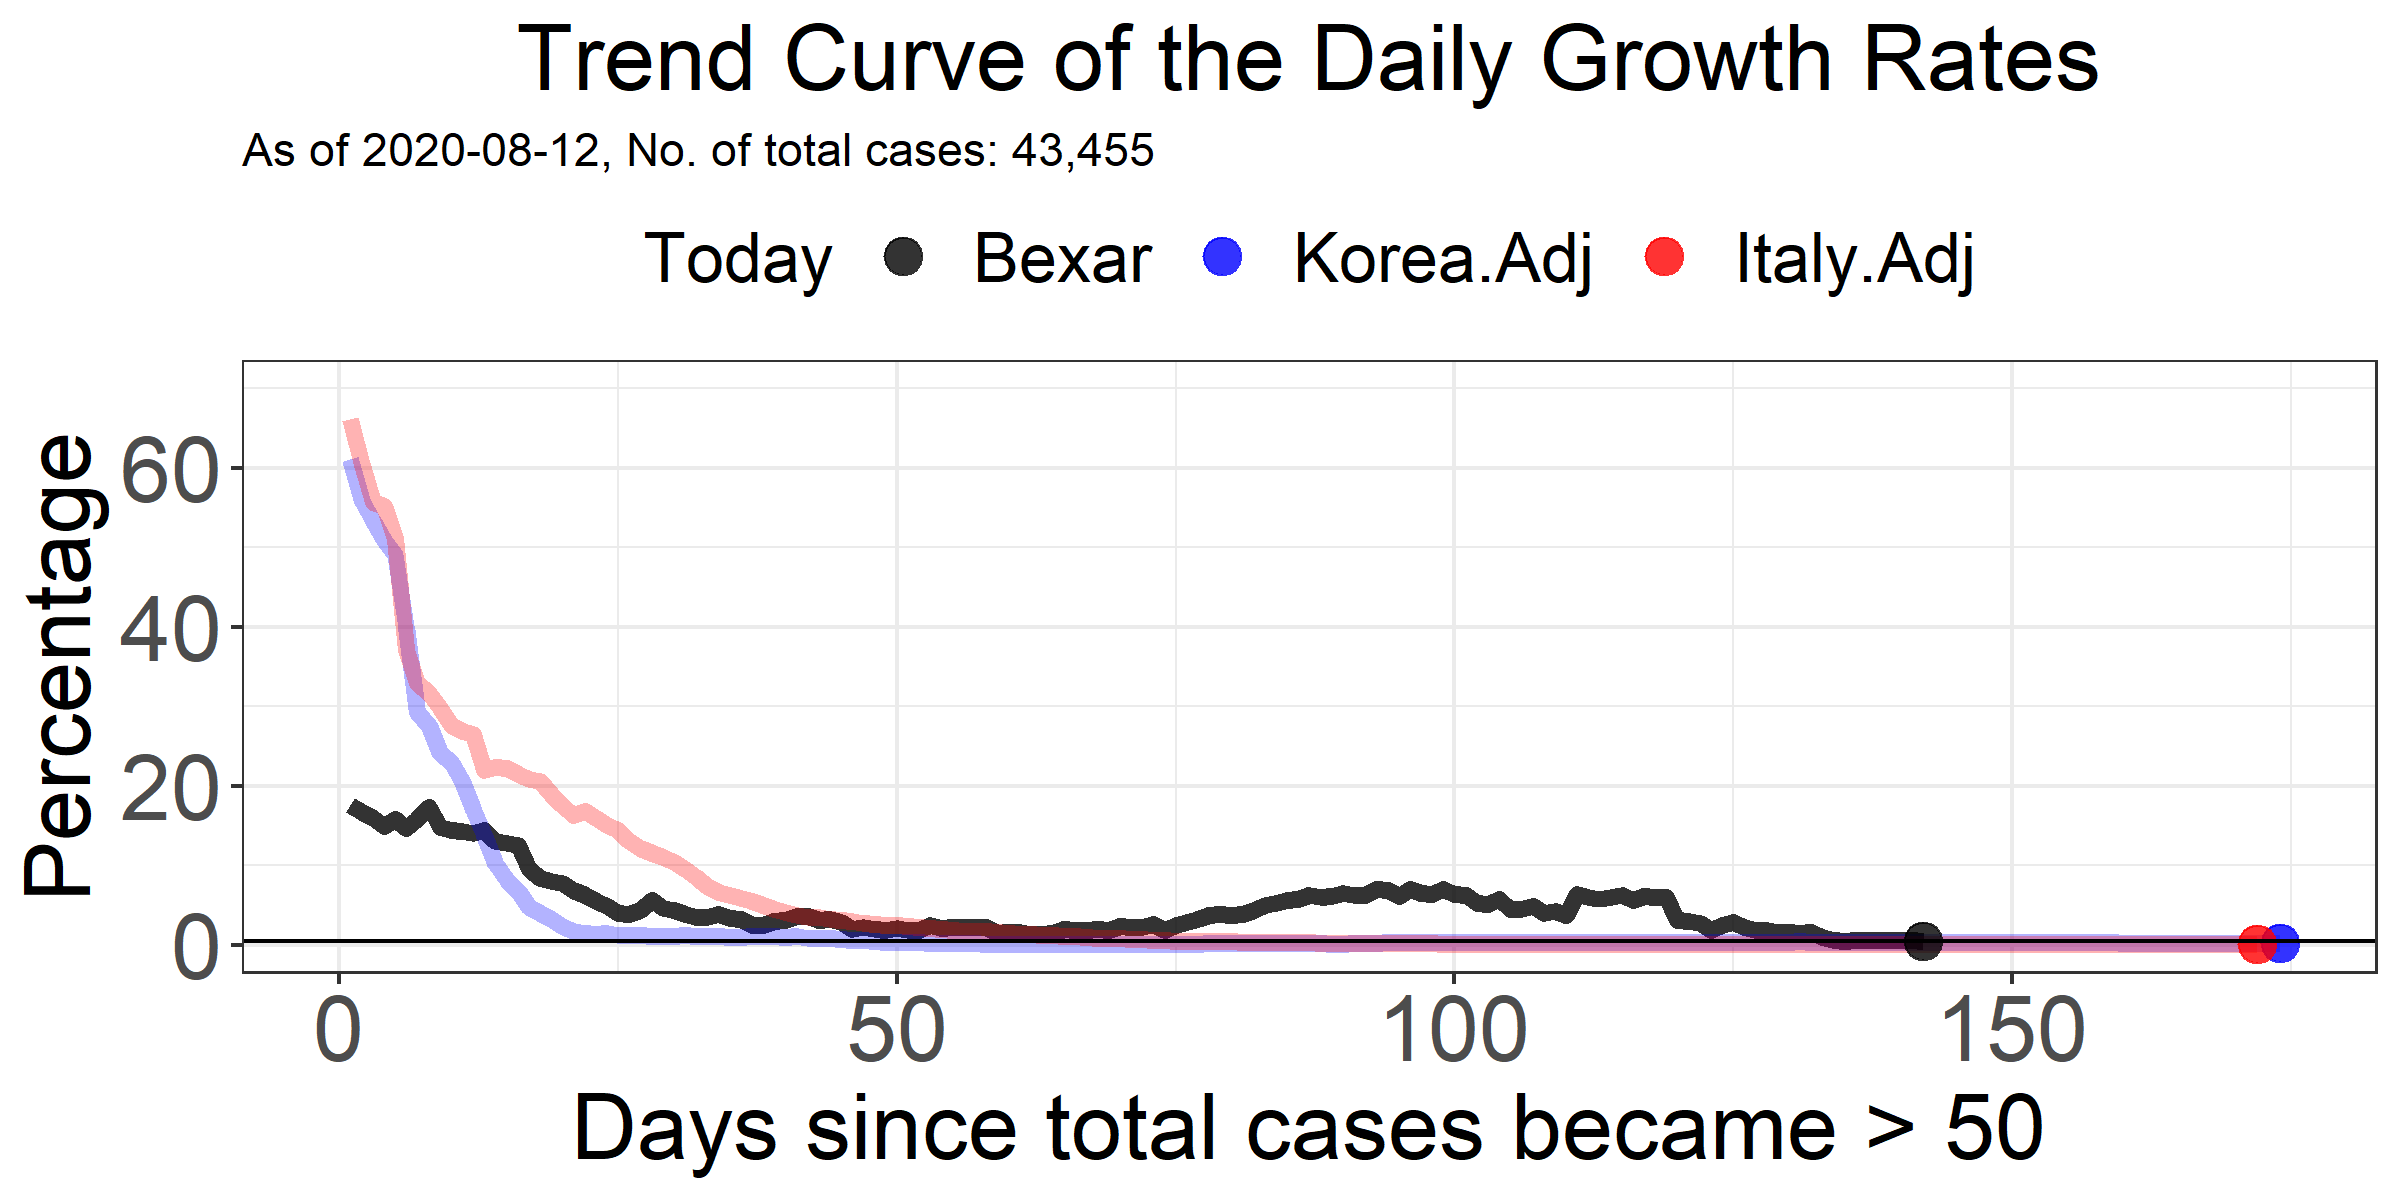 Trend Curve of the Daily Growth Rates
As of 2020-08-12, No. of total cases: 43,455
Today Bexar Korea.Adj Italy.Adj
Percentage
60
40
20
0
0 50 100 150
Days since total cases became > 50